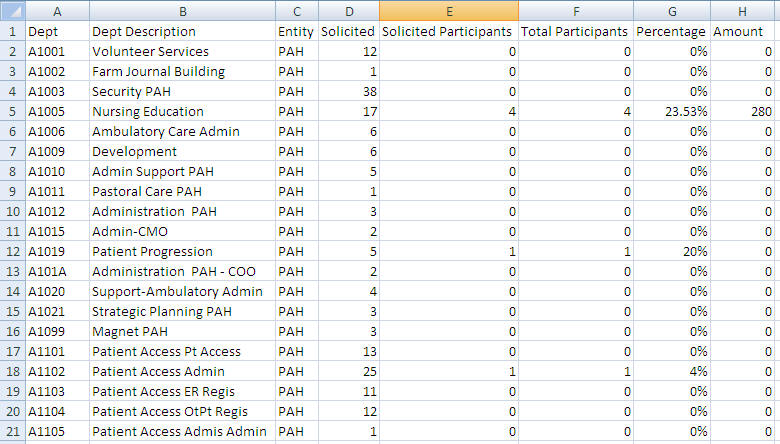 A B C D E F G H
1 Dept Dept Description Entity Solicited Solicited Participants Total Participants Percentage Amount
2 A1001 Volunteer Services PAH 12 0 0 0% 0
3 A1002 Farm Journal Building PAH 1 0 0 0% 0
4 A1003 Security PAH PAH 38 0 0 0% 0
5 A1005 Nursing Education PAH 17 4 4 23.53% 280
6 A1006 Ambulatory Care Admin PAH 6 0 0 0% 0
7 A1009 Development PAH 6 0 0 0% 0
8 A1010 Admin Support PAH PAH 5 0 0 0% 0
9 A1011 Pastoral Care PAH PAH 1 0 0 0% 0
10 A1012 Administration  PAH PAH 3 0 0 0% 0
11 A1015 Admin-CMO PAH 2 0 0 0% 0
12 A1019 Patient Progression PAH 5 1 1 20% 0
13 A101A Administration  PAH - COO PAH 2 0 0 0% 0
14 A1020 Support-Ambulatory Admin PAH 4 0 0 0% 0
15 A1021 Strategic Planning PAH PAH 3 0 0 0% 0
16 A1099 Magnet PAH PAH 3 0 0 0% 0
17 A1101 Patient Access Pt Access PAH 13 0 0 0% 0
18 A1102 Patient Access Admin PAH 25 1 1 4% 0
19 A1103 Patient Access ER Regis PAH 11 0 0 0% 0
20 A1104 Patient Access OtPt Regis PAH 12 0 0 0% 0
21 A1105 Patient Access Admis Admin PAH 1 0 0 0% 0